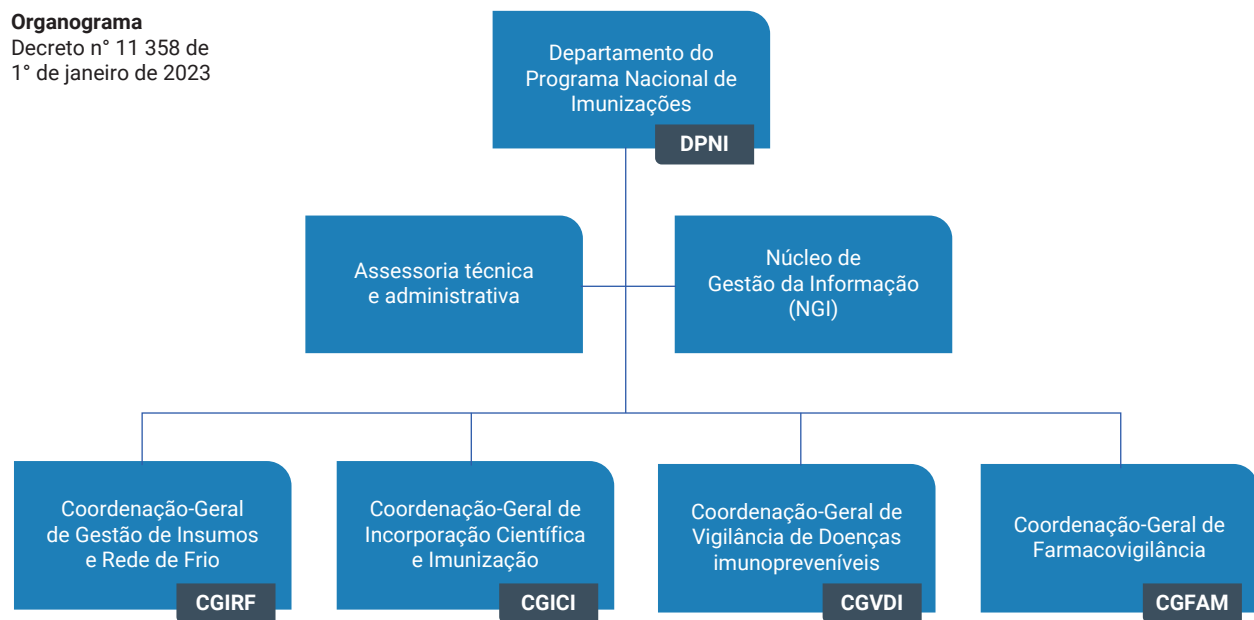 Organograma
Decreto n° 11 358 de
1° de janeiro de 2023
Departamento do
Programa Nacional de
Imunizações
DPNI
Assessoria técnica
e administrativa
Núcleo de
Gestão da Informação
(NGI)
Coordenação-Geral
de Gestão de Insumos
e Rede de Frio
CGIRF
Coordenação-Geral de
Incorporação Científica
e Imunização
CGICI
Coordenação-Geral de
Vigilância de Doenças
imunopreveníveis
CGVDI
Coordenação-Geral de
Farmacovigilância
CGFAM